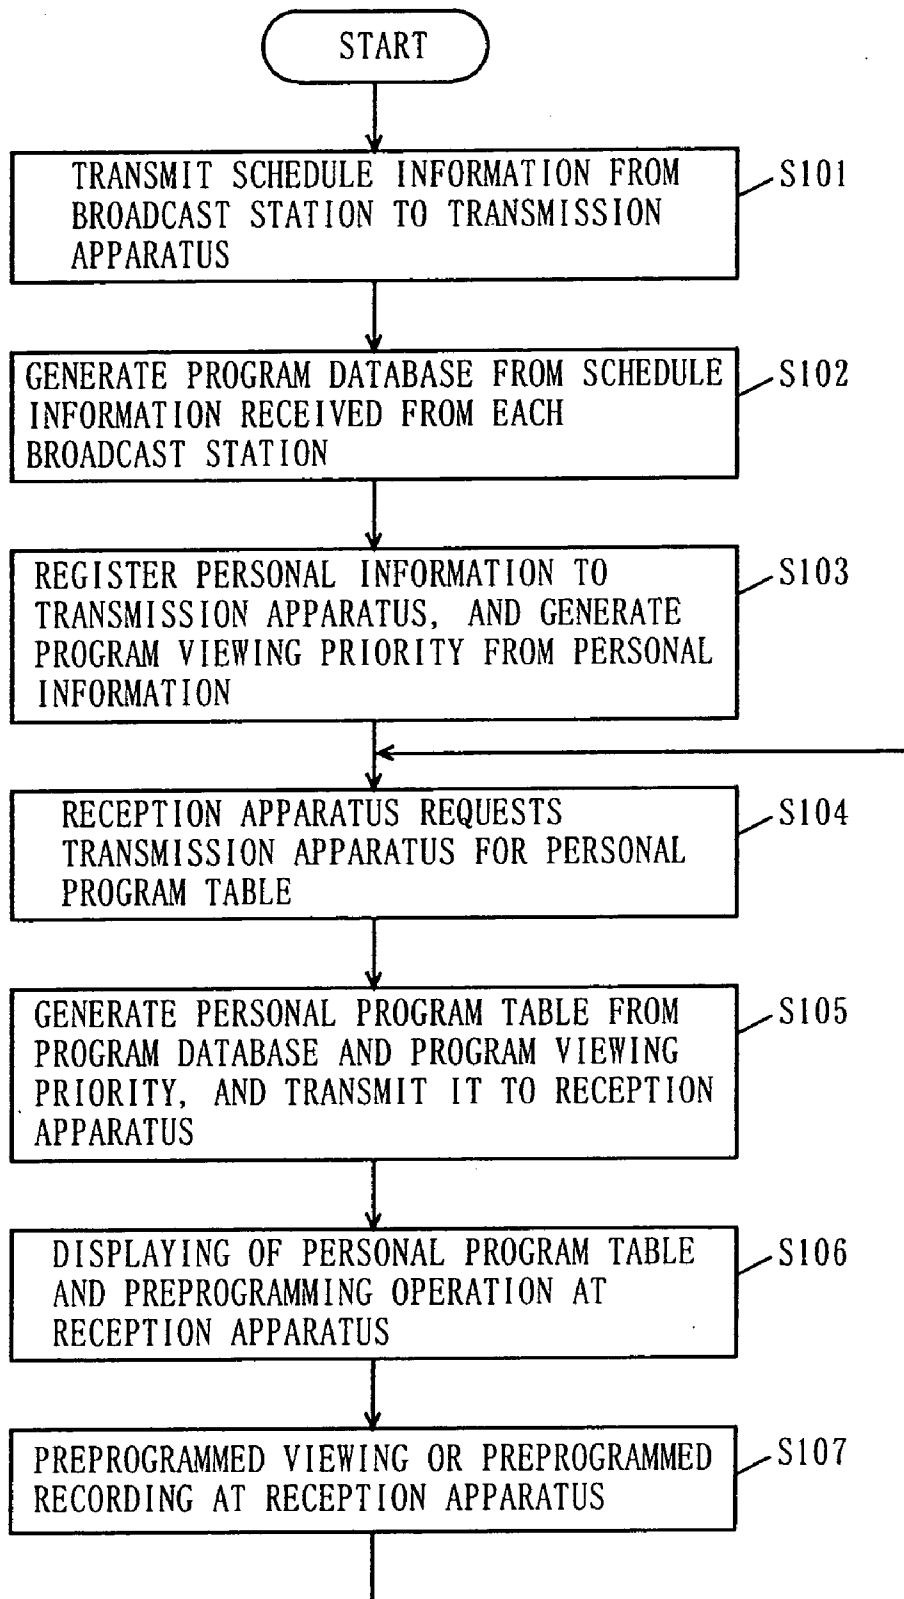 START
TRANSMIT SCHEDULE INFORMATION FROM
BROADCAST STATION TO TRANSMISSION
APPARATUS
S101
GENERATE PROGRAM DATABASE FROM SCHEDULE
INFORMATION RECEIVED FROM EACH
BROADCAST STATION
S102
REGISTER PERSONAL INFORMATION TO
TRANSMISSION APPARATUS, AND GENERATE
PROGRAM VIEWING PRIORITY FROM PERSONAL
INFORMATION
S103
RECEPTION APPARATUS REQUESTS
TRANSMISSION APPARATUS FOR PERSONAL
PROGRAM TABLE
S104
GENERATE PERSONAL PROGRAM TABLE FROM
PROGRAM DATABASE AND PROGRAM VIEWING
PRIORITY, AND TRANSMIT IT TO RECEPTION
APPARATUS
S105
DISPLAYING OF PERSONAL PROGRAM TABLE
AND PREPROGRAMMING OPERATION AT
RECEPTION APPARATUS
S106
PREPROGRAMMED VIEWING OR PREPROGRAMMED
RECORDING AT RECEPTION APPARATUS
S107